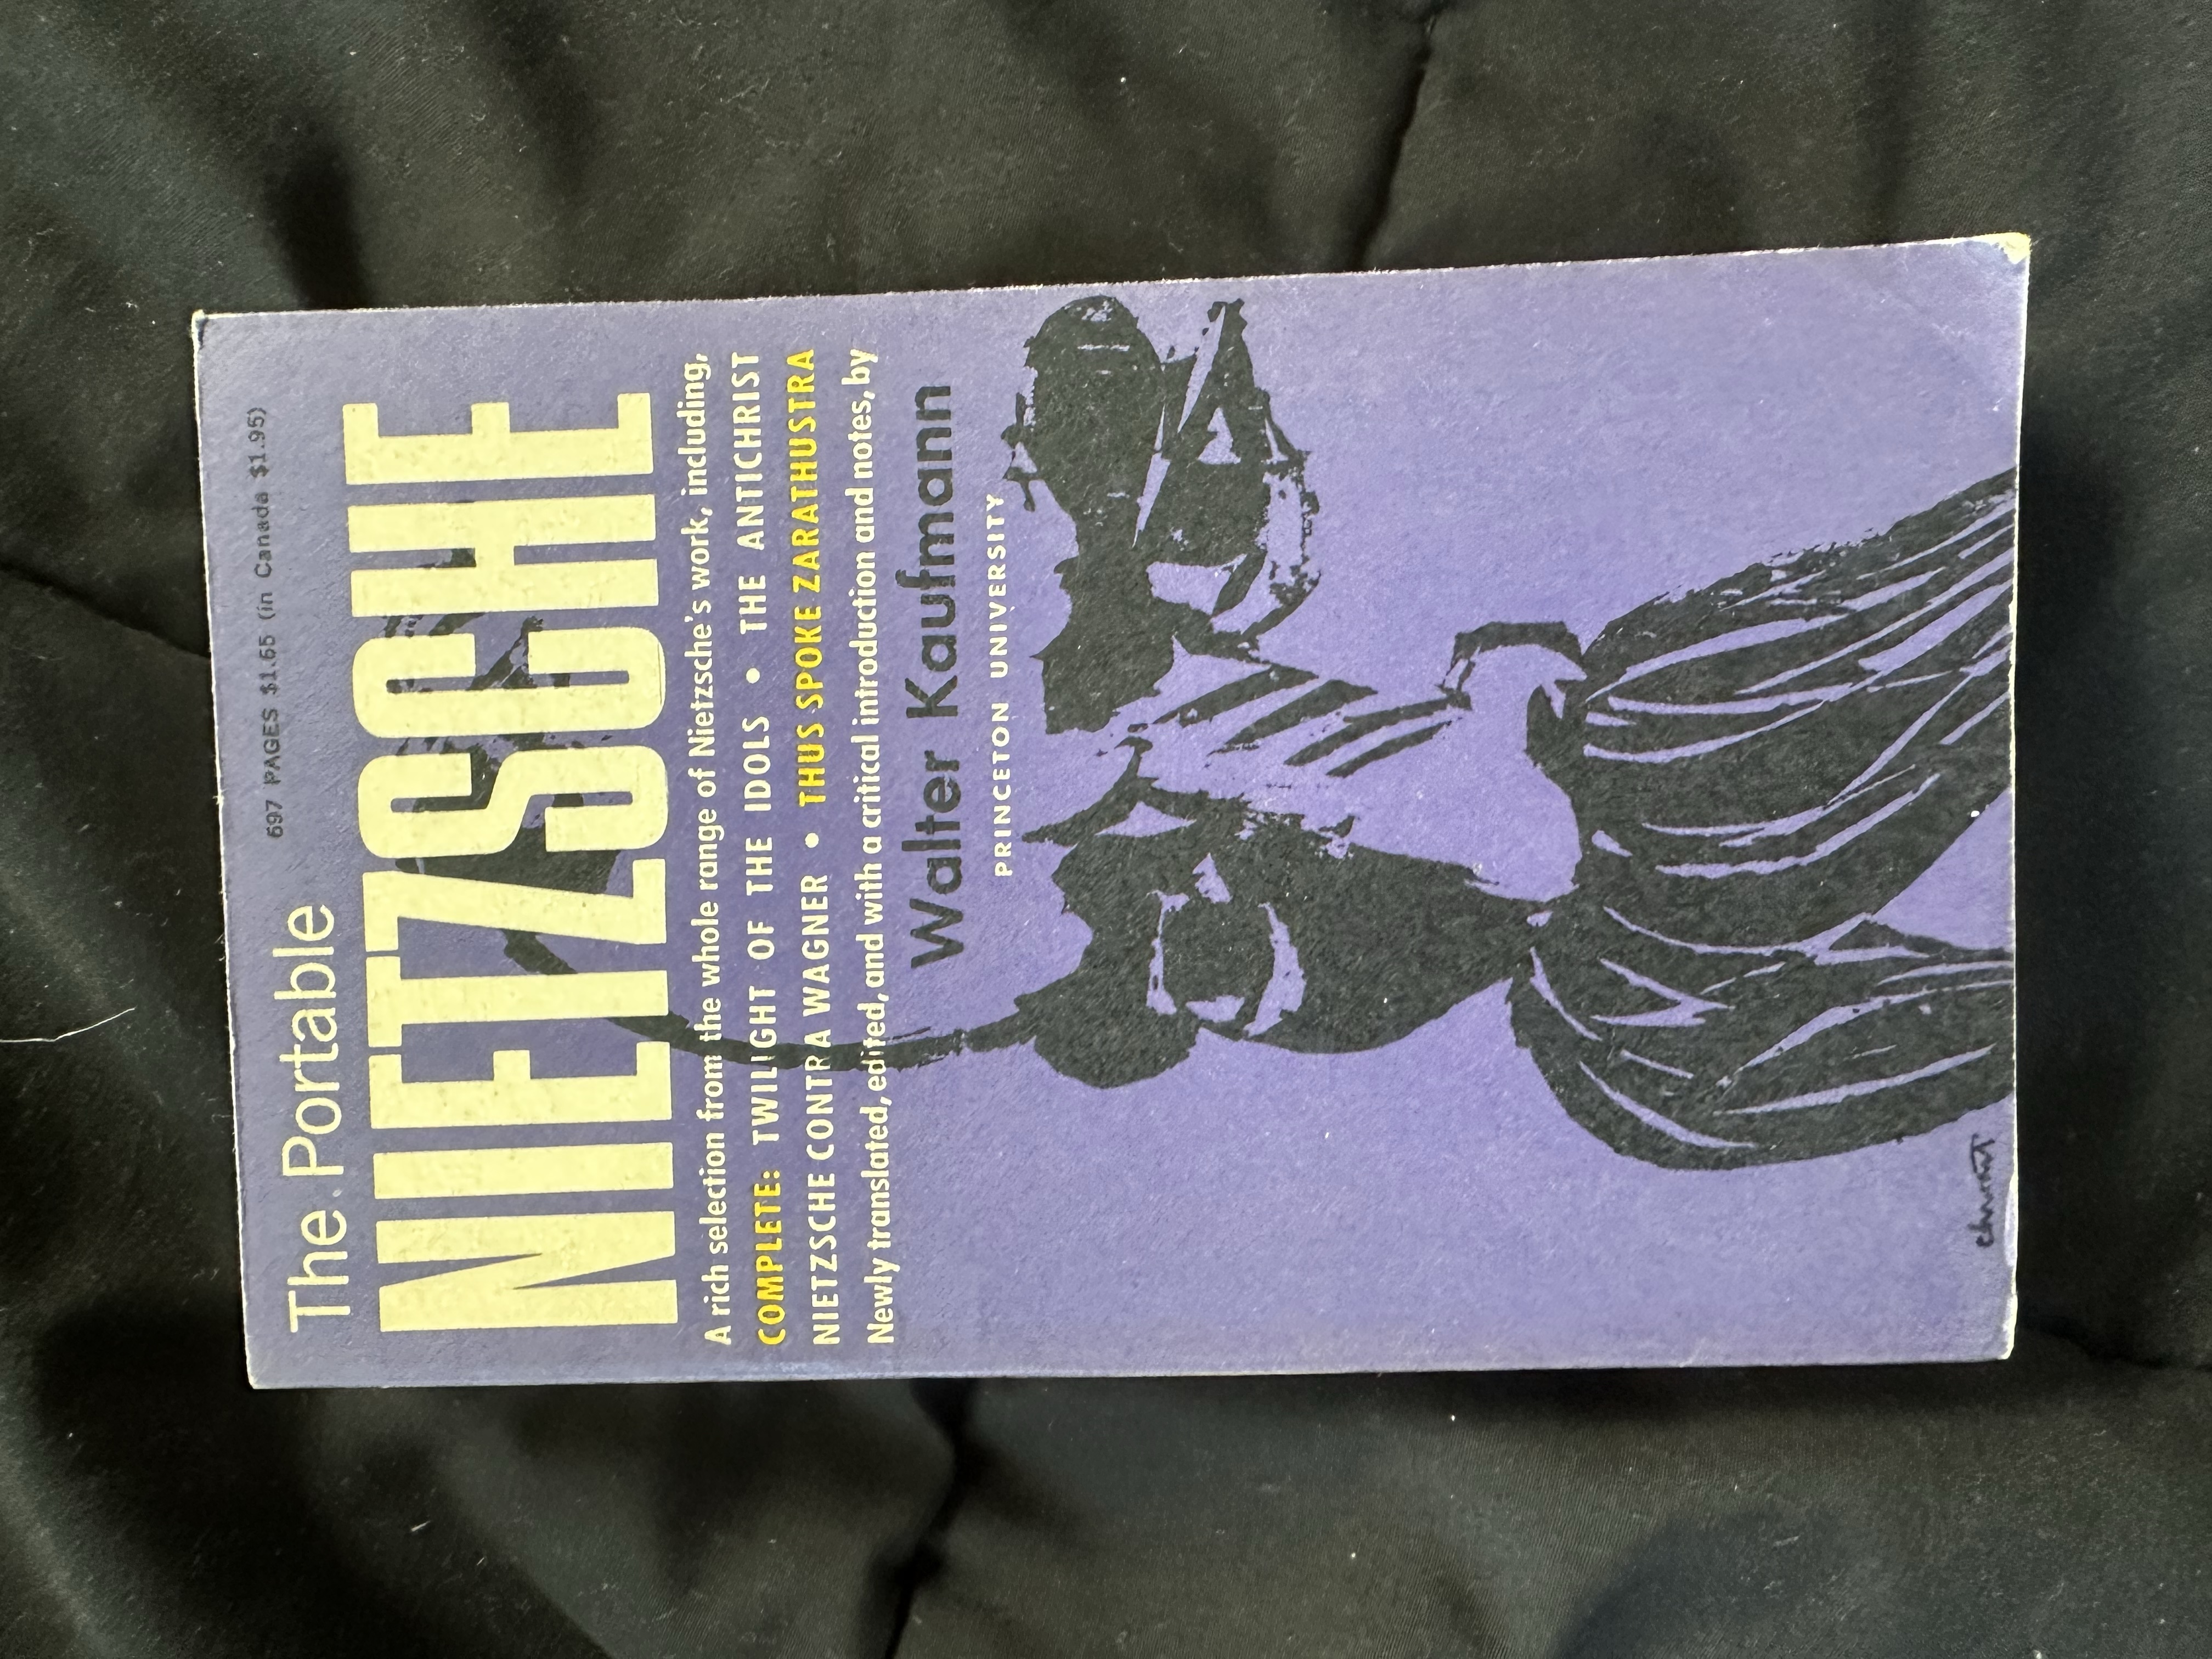 697 PAGES $1.65 (in Canada $1.95)
The Portable
NIETZSCHE
A rich selection from the whole range of Nietzsche's work, including,
COMPLETE: TWILIGHT OF THE IDOLS • THE ANTICHRIST
NIETZSCHE CONTRA WAGNER • THUS SPOKE ZARATHUSTRA
Newly translated, edited, and with a critical introduction and notes, by
Walter Kaufmann
PRINCETON UNIVERSITY